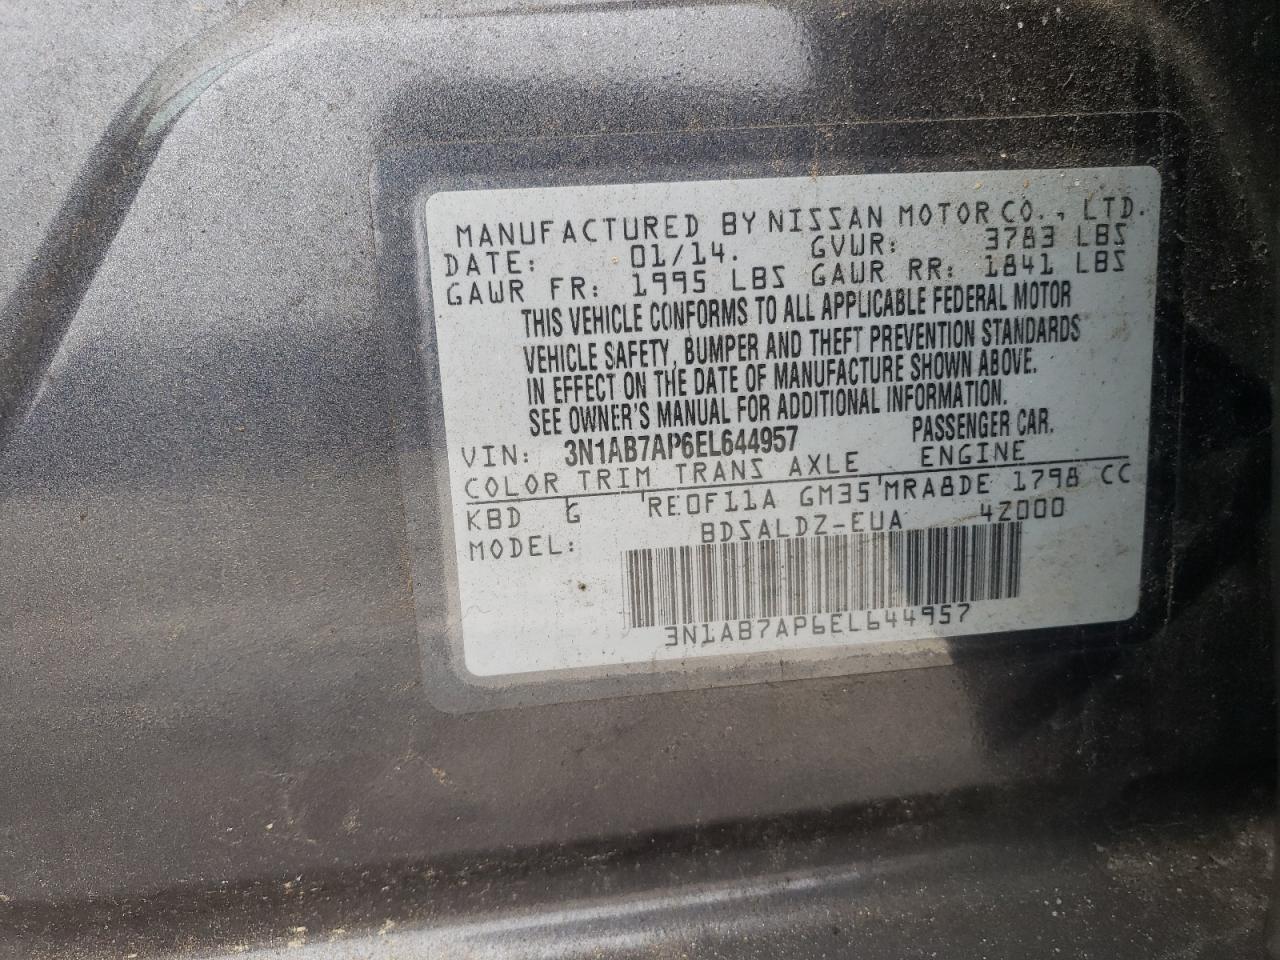 MANUFACTURED BY NISSAN MOTOR CO., LTD.
DATE: 01/14. GVWR: 3783 LBS
GAWR FR: 1995 LBS GAWR RR: 1841 LBS
THIS VEHICLE CONFORMS TO ALL APPLICABLE FEDERAL MOTOR
VEHICLE SAFETY, BUMPER AND THEFT PREVENTION STANDARDS
IN EFFECT ON THE DATE OF MANUFACTURE SHOWN ABOVE.
SEE OWNER'S MANUAL FOR ADDITIONAL INFORMATION.
VIN: 3N1AB7AP6EL644957 PASSENGER CAR.
COLOR TRIM TRANS AXLE ENGINE
KBD G RE0F11A GM35 MRA8DE 1798 CC
MODEL: BDSALDZ-EUA 4Z000
3N1AB7AP6EL644957